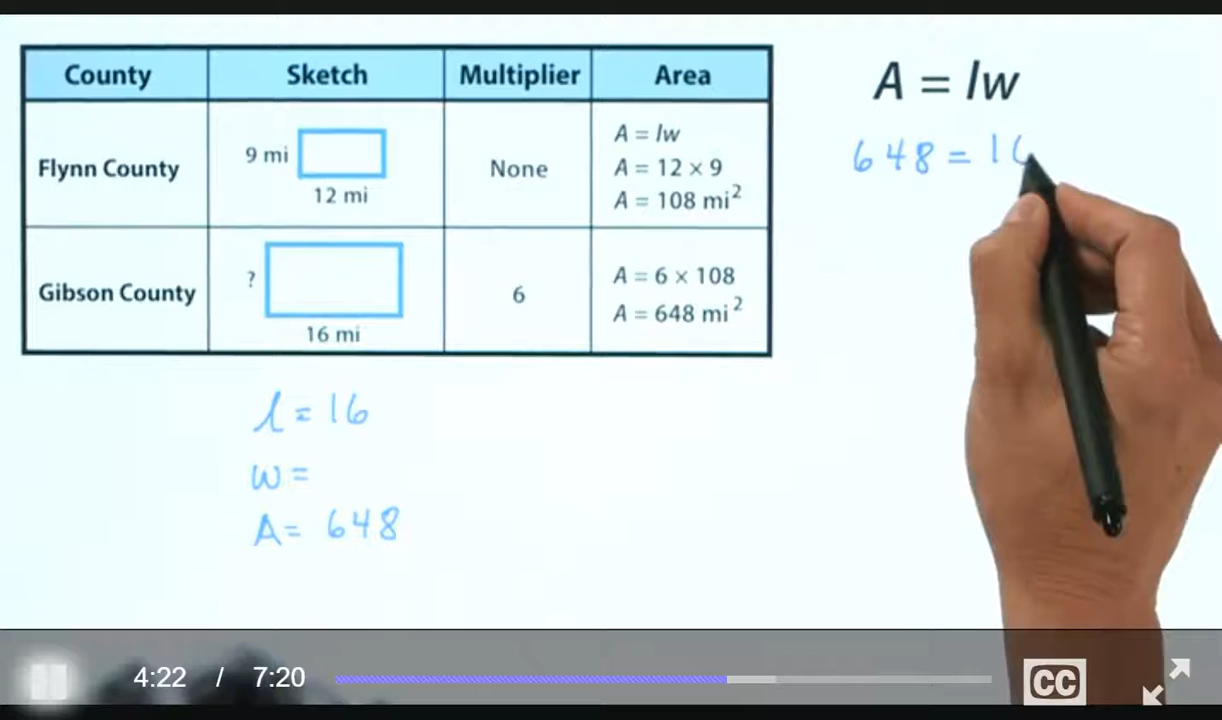 County Sketch Multiplier Area
Flynn County
9 mi
12 mi
None
A = lw
A = 12 × 9
A = 108 mi²
Gibson County
?
16 mi
6
A = 6 × 108
A = 648 mi²
l = 16
w =
A = 648
A = lw
648 = 16
4:22 / 7:20
CC